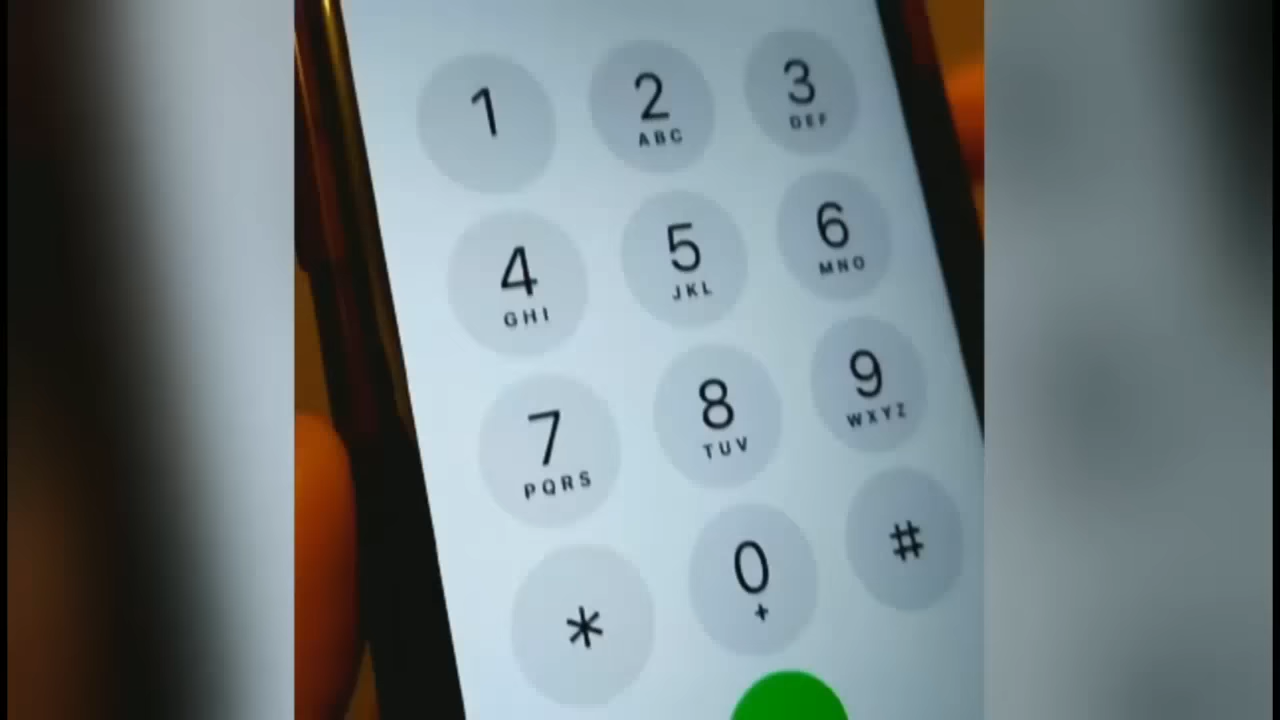 1 2 3
ABC DEF
4 5 6
GHI JKL MNO
7 8 9
PQRS TUV WXYZ
* 0 #
+